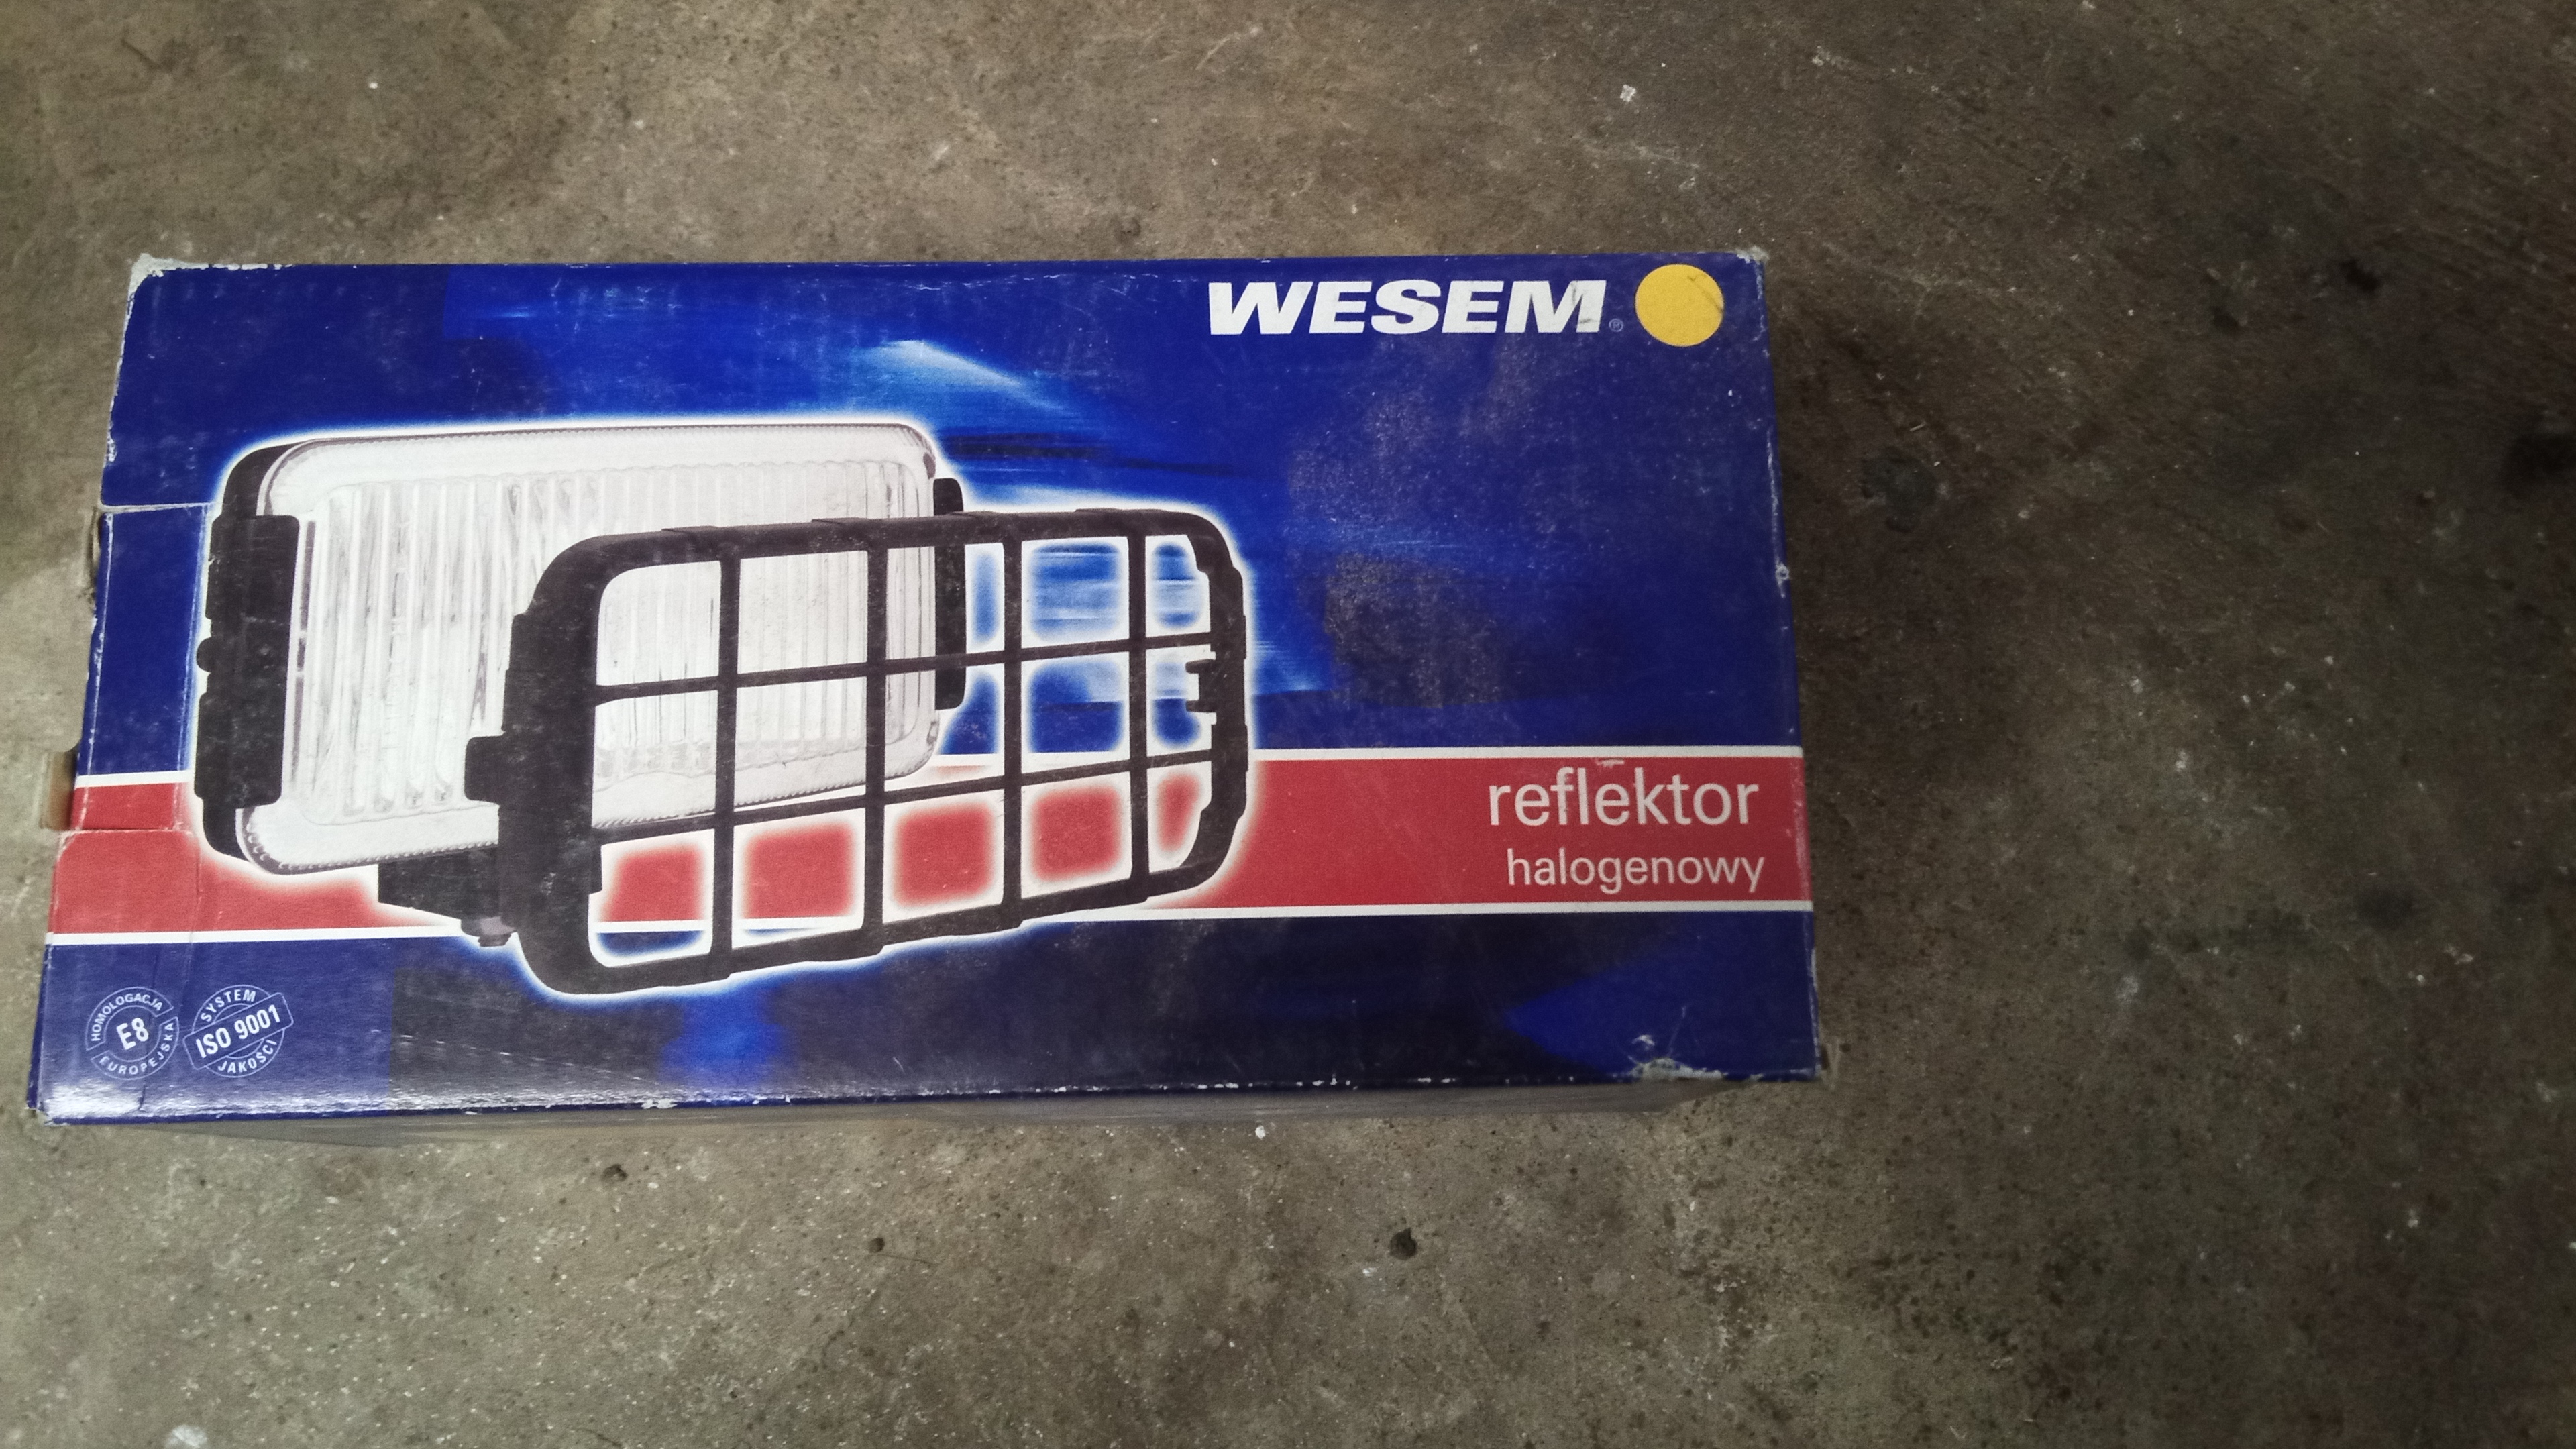 WESEM®
reflektor
halogenowy
HOMOLOGACJA
E8
EUROPEJSKA
SYSTEM
ISO 9001
JAKOŚCI